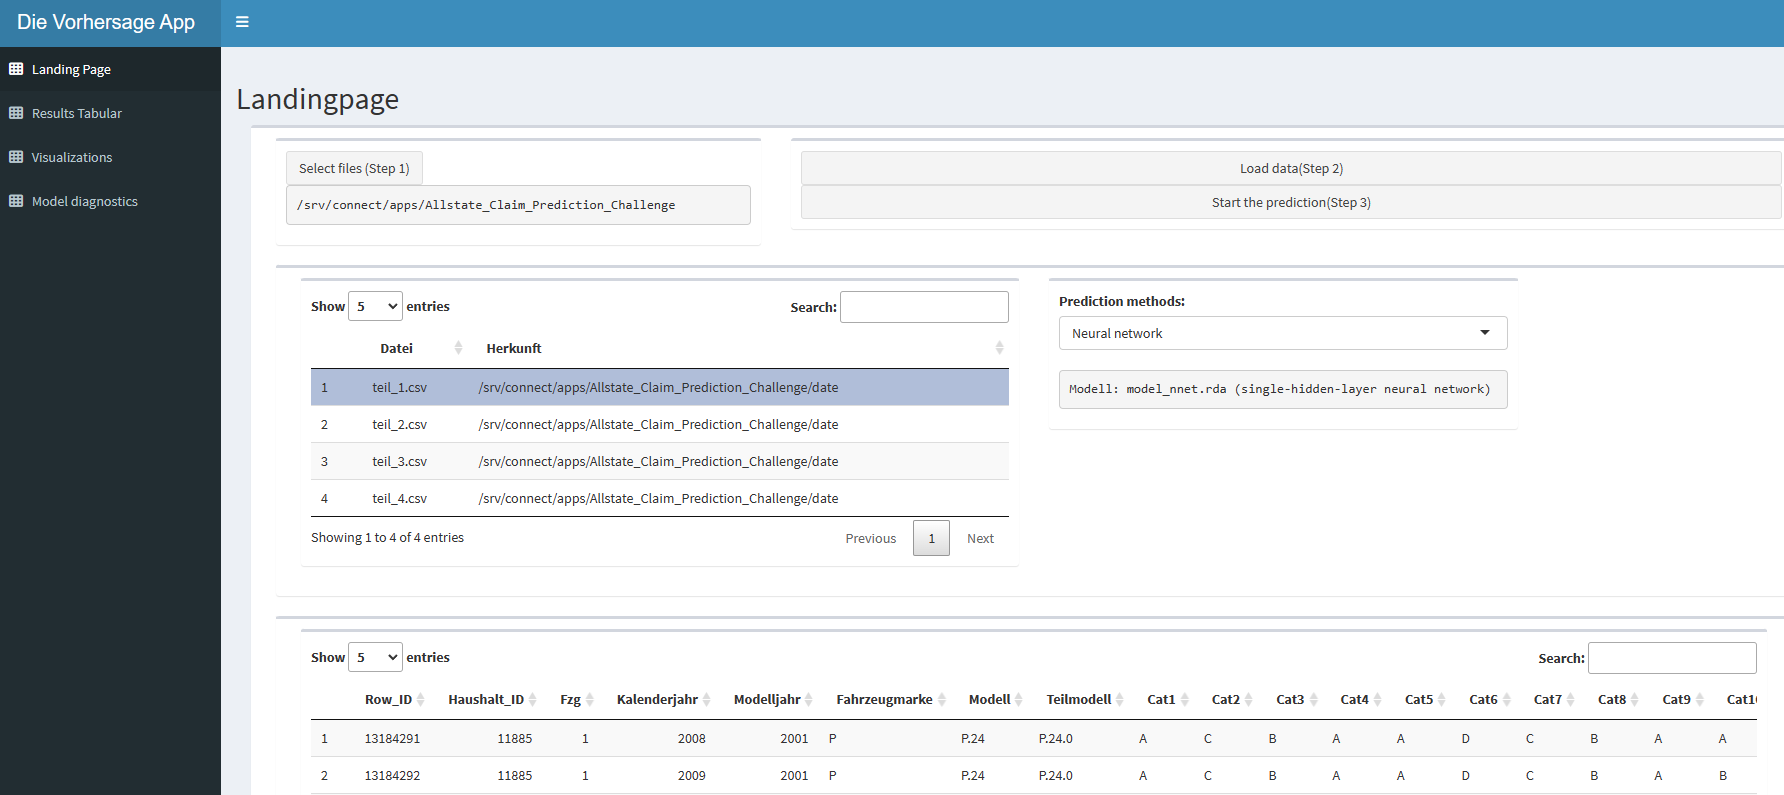 Die Vorhersage App
Landing Page
Results Tabular
Visualizations
Model diagnostics
Landingpage
Select files (Step 1)
/srv/connect/apps/Allstate_Claim_Prediction_Challenge
Load data(Step 2)
Start the prediction(Step 3)
Show 5 entries Search:
Datei Herkunft
1 teil_1.csv /srv/connect/apps/Allstate_Claim_Prediction_Challenge/date
2 teil_2.csv /srv/connect/apps/Allstate_Claim_Prediction_Challenge/date
3 teil_3.csv /srv/connect/apps/Allstate_Claim_Prediction_Challenge/date
4 teil_4.csv /srv/connect/apps/Allstate_Claim_Prediction_Challenge/date
Showing 1 to 4 of 4 entries Previous 1 Next
Prediction methods:
Neural network
Modell: model_nnet.rda (single-hidden-layer neural network)
Show 5 entries Search:
Row_ID Haushalt_ID Fzg Kalenderjahr Modelljahr Fahrzeugmarke Modell Teilmodell Cat1 Cat2 Cat3 Cat4 Cat5 Cat6 Cat7 Cat8 Cat9
1 13184291 11885 1 2008 2001 P P.24 P.24.0 A C B A A D C B A A
2 13184292 11885 1 2009 2001 P P.24 P.24.0 A C B A A D C B A B